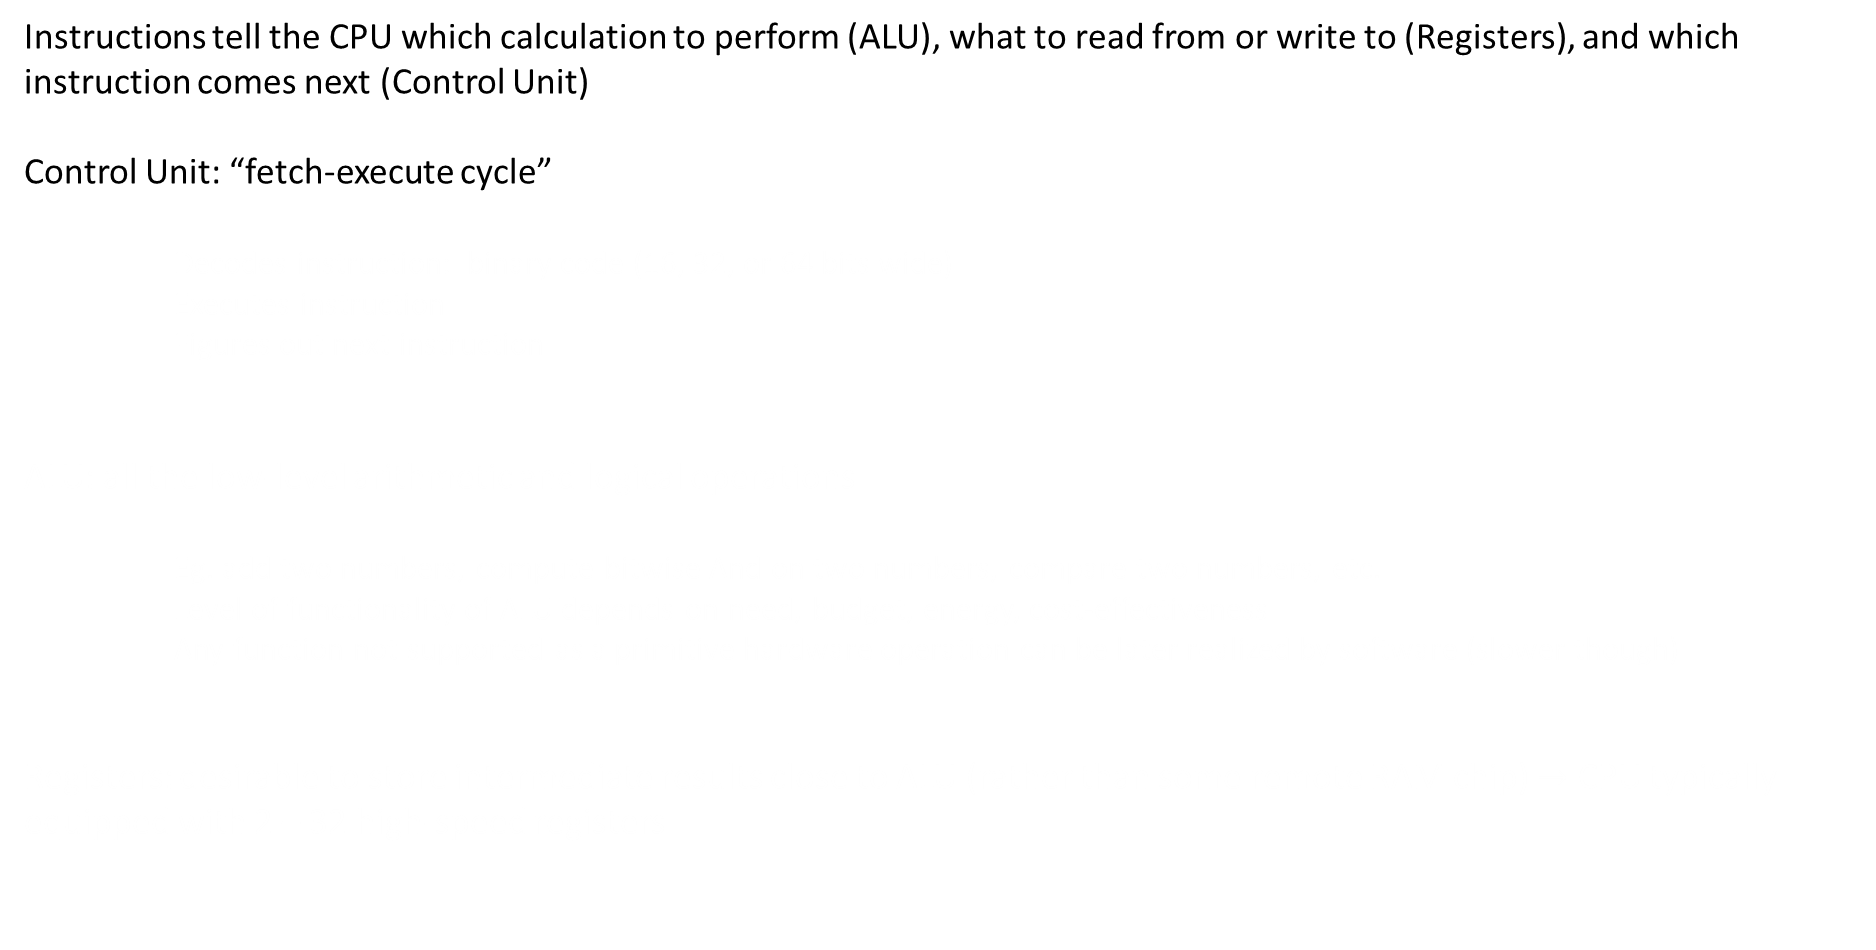 Instructions tell the CPU which calculation to perform (ALU), what to read from or write to (Registers), and which
instruction comes next (Control Unit)
Control Unit: “fetch-execute cycle”